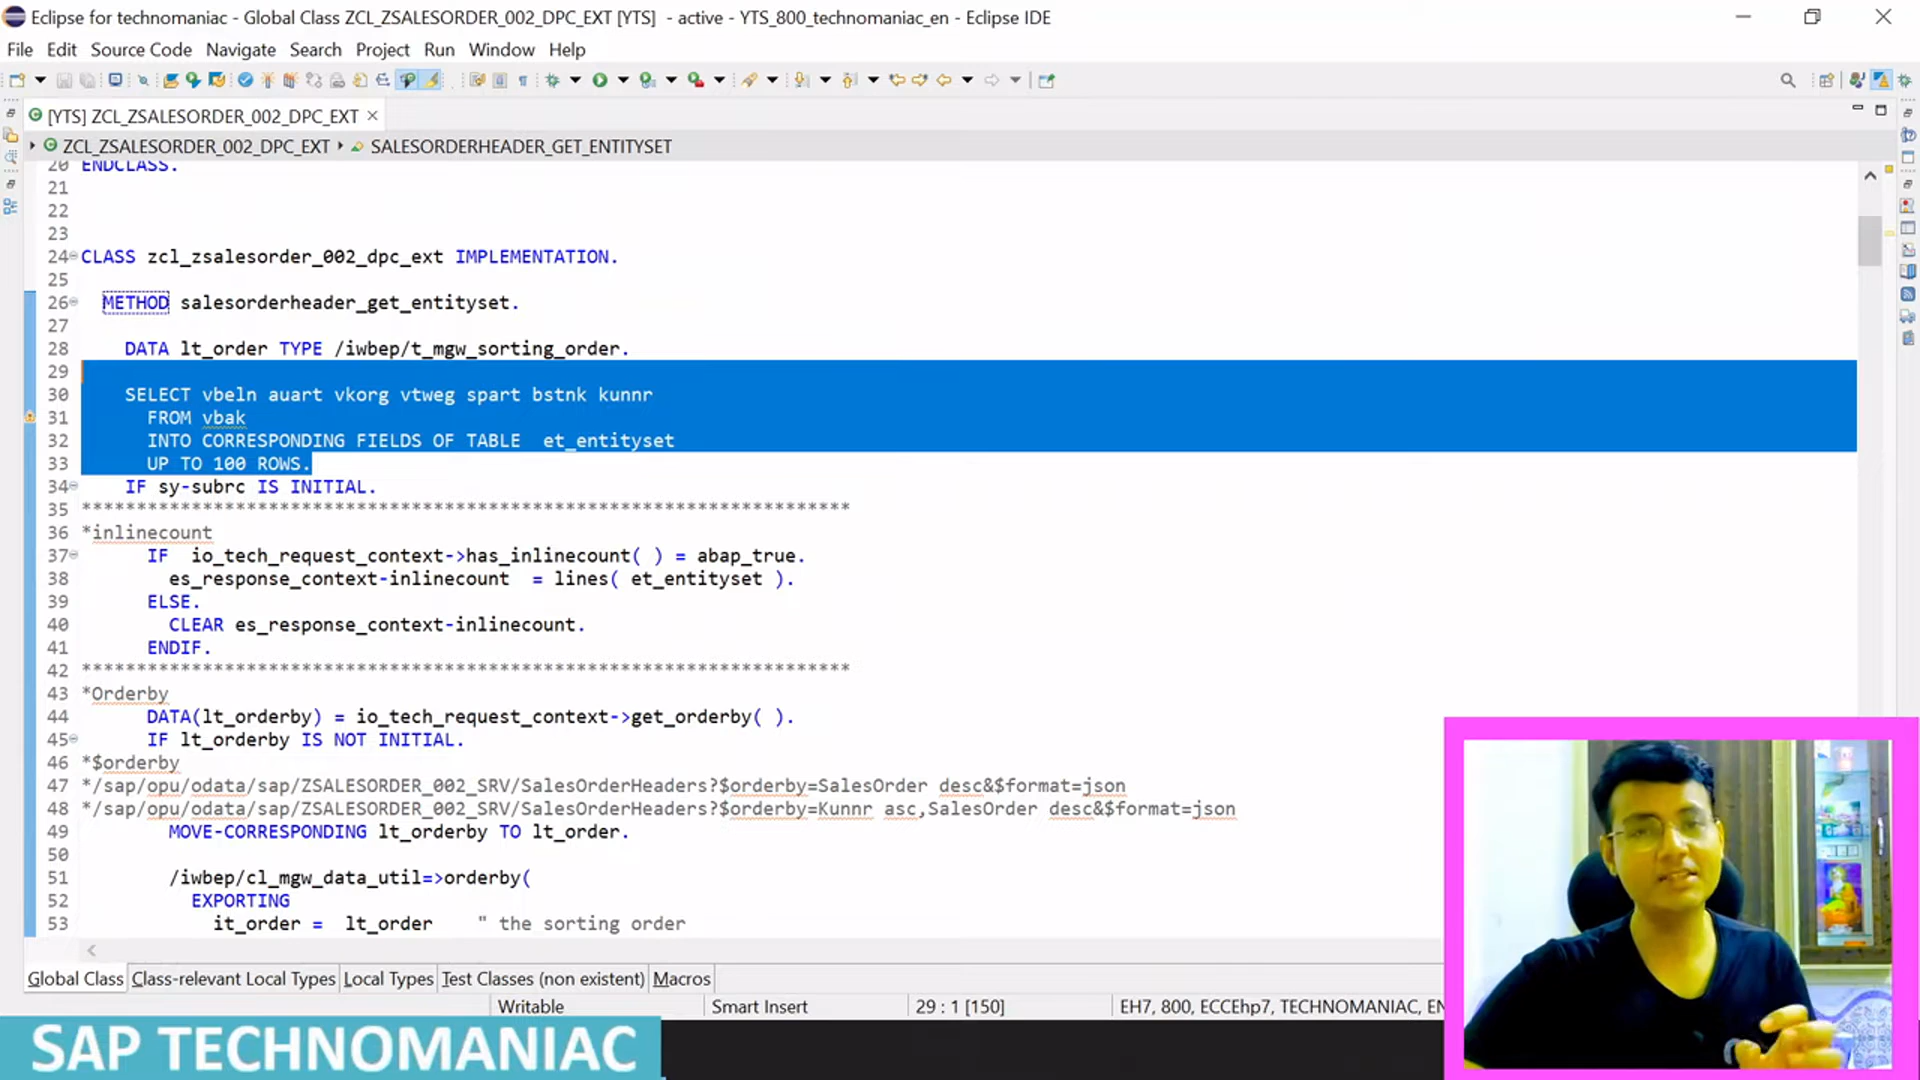 Eclipse for technomaniac - Global Class ZCL_ZSALESORDER_002_DPC_EXT [YTS]  - active - YTS_800_technomaniac_en - Eclipse IDE
File Edit Source Code Navigate Search Project Run Window Help
[YTS] ZCL_ZSALESORDER_002_DPC_EXT
ZCL_ZSALESORDER_002_DPC_EXT SALESORDERHEADER_GET_ENTITYSET
20 ENDCLASS.
21
22
23
24 CLASS zcl_zsalesorder_002_dpc_ext IMPLEMENTATION.
25
26 METHOD salesorderheader_get_entityset.
27
28 DATA lt_order TYPE /iwbep/t_mgw_sorting_order.
29
30 SELECT vbeln auart vkorg vtweg spart bstnk kunnr
31 FROM vbak
32 INTO CORRESPONDING FIELDS OF TABLE  et_entityset
33 UP TO 100 ROWS.
34 IF sy-subrc IS INITIAL.
35 **********************************************************************
36 *inlinecount
37 IF  io_tech_request_context->has_inlinecount( ) = abap_true.
38 es_response_context-inlinecount  = lines( et_entityset ).
39 ELSE.
40 CLEAR es_response_context-inlinecount.
41 ENDIF.
42 **********************************************************************
43 *Orderby
44 DATA(lt_orderby) = io_tech_request_context->get_orderby( ).
45 IF lt_orderby IS NOT INITIAL.
46 *$orderby
47 */sap/opu/odata/sap/ZSALESORDER_002_SRV/SalesOrderHeaders?$orderby=SalesOrder desc&$format=json
48 */sap/opu/odata/sap/ZSALESORDER_002_SRV/SalesOrderHeaders?$orderby=Kunnr asc,SalesOrder desc&$format=json
49 MOVE-CORRESPONDING lt_orderby TO lt_order.
50
51 /iwbep/cl_mgw_data_util=>orderby(
52 EXPORTING
53 it_order =  lt_order    " the sorting order
Global Class Class-relevant Local Types Local Types Test Classes (non existent) Macros
Writable Smart Insert 29 : 1 [150] EH7, 800, ECCEhp7, TECHNOMANIAC, EN
SAP TECHNOMANIAC